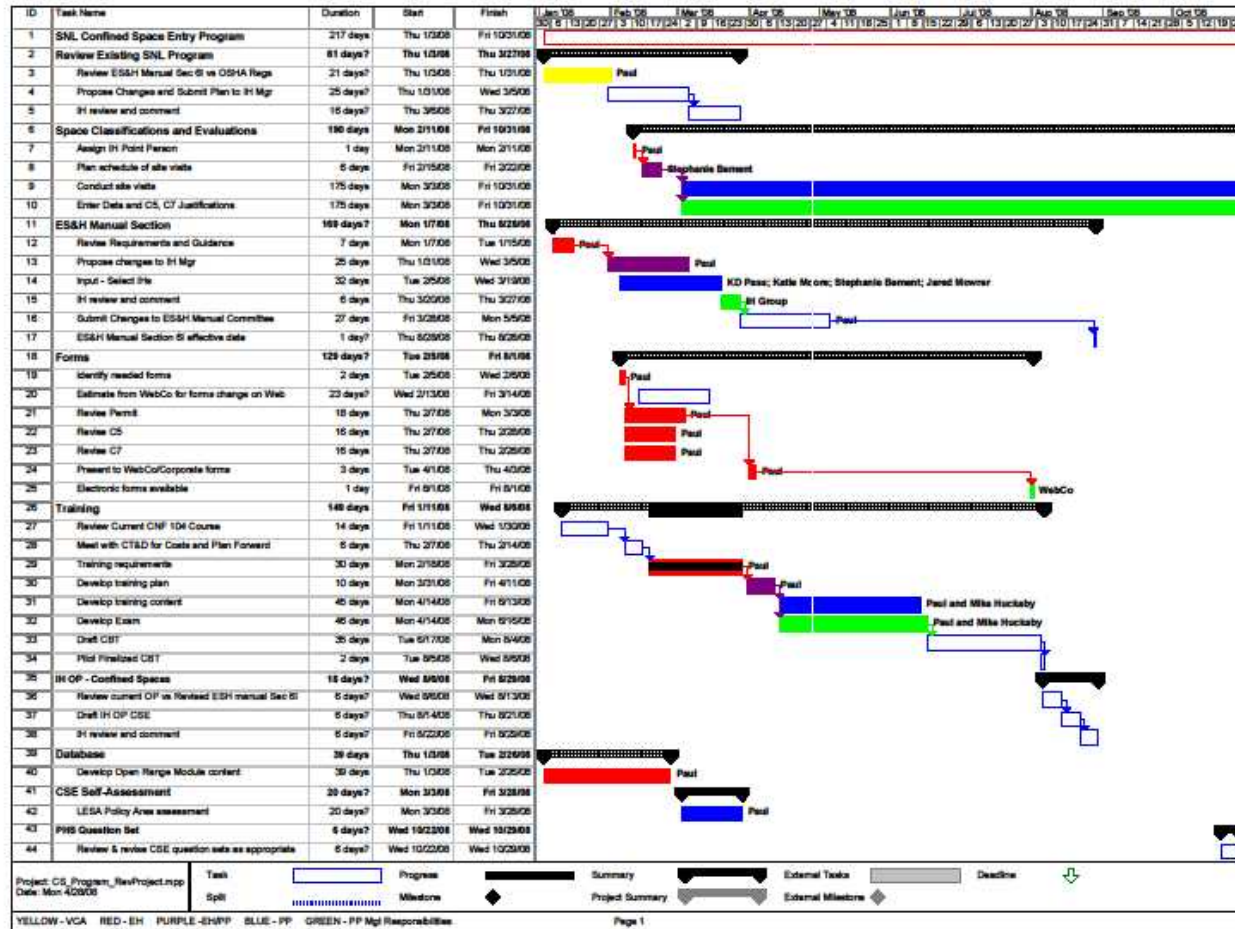 ID Task Name Duration Start Finish Jan '08 Feb '08 Mar '08 Apr '08 May '08 Jun '08 Jul '08 Aug '08 Sep '08 Oct '08
1 SNL Confined Space Entry Program 217 days Thu 1/3/08 Fri 10/31/08
2 Review Existing SNL Program 61 days? Thu 1/3/08 Thu 3/27/08
3 Review ES&H Manual Sec 6I vs OSHA Regs 21 days? Thu 1/3/08 Thu 1/31/08 Paul
4 Propose Changes and Submit Plan to IH Mgr 25 days? Thu 1/31/08 Wed 3/5/08
5 IH review and comment 16 days? Thu 3/6/08 Thu 3/27/08
6 Space Classifications and Evaluations 190 days Mon 2/11/08 Fri 10/31/08
7 Assign IH Point Person 1 day Mon 2/11/08 Mon 2/11/08 Paul
8 Plan schedule of site visits 6 days Fri 2/15/08 Fri 2/22/08 Stephanie Bement
9 Conduct site visits 175 days Mon 3/3/08 Fri 10/31/08
10 Enter Data and C5, C7 Justifications 175 days Mon 3/3/08 Fri 10/31/08
11 ES&H Manual Section Mon 1/7/08 Thu 8/28/08
12 Revise Requirements and Guidance 7 days Mon 1/7/08 Tue 1/15/08 Paul
13 Propose changes to IH Mgr 25 days Thu 1/31/08 Wed 3/5/08 Paul
14 Input - Select IHs 32 days Tue 2/5/08 Wed 3/19/08 KD Pass; Katie Moore; Stephanie Bement; Jared Mowrer
15 IH review and comment 6 days Thu 3/20/08 Thu 3/27/08 IH Group
16 Submit Changes to ES&H Manual Committee 27 days Fri 3/28/08 Mon 5/5/08 Paul
17 ES&H Manual Section 6I effective date 1 day? Thu 8/28/08 Thu 8/28/08
18 Forms 129 days? Tue 2/5/08 Fri 8/1/08
19 Identify needed forms 2 days Tue 2/5/08 Wed 2/6/08 Paul
20 Estimate from WebCo for forms change on Web 23 days? Wed 2/13/08 Fri 3/14/08
21 Revise Permit 18 days Thu 2/7/08 Mon 3/3/08 Paul
22 Revise C5 16 days Thu 2/7/08 Thu 2/28/08 Paul
23 Revise C7 16 days Thu 2/7/08 Thu 2/28/08 Paul
24 Present to WebCo/Corporate forms 3 days Tue 4/1/08 Thu 4/3/08 Paul
25 Electronic forms available 1 day Fri 8/1/08 Fri 8/1/08 WebCo
26 Training 149 days Fri 1/11/08 Wed 8/6/08
27 Review Current CNF 104 Course 14 days Fri 1/11/08 Wed 1/30/08
28 Meet with CT&D for Costs and Plan Forward 6 days Thu 2/7/08 Thu 2/14/08
29 Training requirements 30 days Mon 2/18/08 Fri 3/28/08 Paul
30 Develop training plan 10 days Mon 3/31/08 Fri 4/11/08 Paul
31 Develop training content 45 days Mon 4/14/08 Fri 6/13/08 Paul and Mike Huckaby
32 Develop Exam 46 days Mon 4/14/08 Mon 6/16/08 Paul and Mike Huckaby
33 Draft CBT 35 days Tue 6/17/08 Mon 8/4/08
34 Pilot Finalized CBT 2 days Tue 8/5/08 Wed 8/6/08
35 IH OP - Confined Spaces 18 days? Wed 8/6/08 Fri 8/29/08
36 Review current OP vs Revised ESH manual Sec 6I 6 days? Wed 8/6/08 Wed 8/13/08
37 Draft IH OP CSE 6 days? Thu 8/14/08 Thu 8/21/08
38 IH review and comment 6 days? Fri 8/22/08 Fri 8/29/08
39 Database 39 days Thu 1/3/08 Tue 2/26/08
40 Develop Open Range Module content 39 days Thu 1/3/08 Tue 2/26/08 Paul
41 CSE Self-Assessment 20 days? Mon 3/3/08 Fri 3/28/08
42 LESA Policy Area assessment 20 days? Mon 3/3/08 Fri 3/28/08 Paul
43 PHS Question Set 6 days? Wed 10/22/08 Wed 10/29/08
44 Review & revise CSE question sets as appropriate 6 days? Wed 10/22/08 Wed 10/29/08
Project: CS_Program_RevProject.mpp
Date: Mon 4/28/08
Task Progress Summary External Tasks Deadline
Split Milestone Project Summary External Milestone
YELLOW - VCA RED - EH PURPLE -EH/PP BLUE - PP GREEN - PP Mgt Responsibilities
Page 1